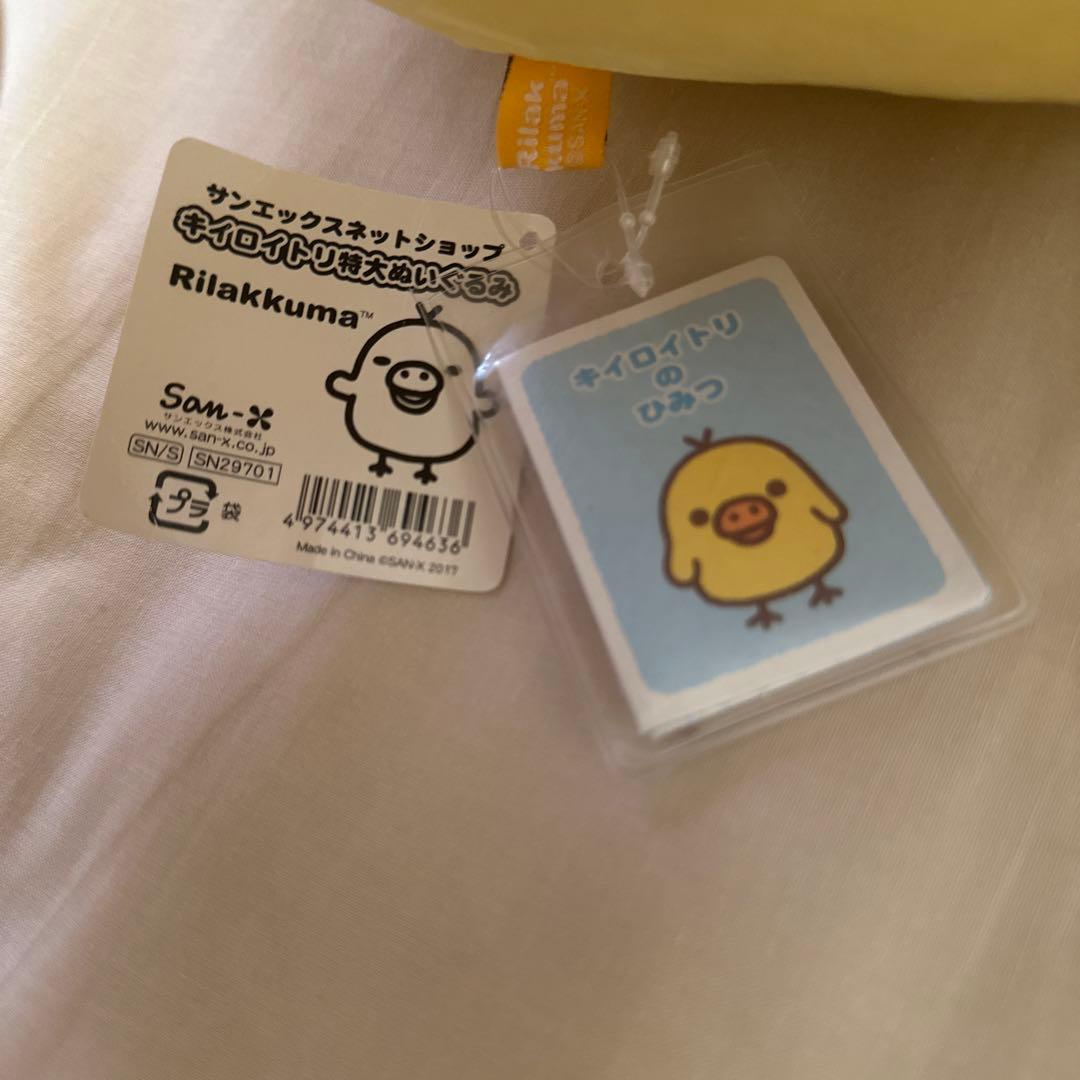 Rilak
kuma™
©SAN-X
サンエックスネットショップ
キイロイトリ特大ぬいぐるみ
Rilakkuma™
San-X
サンエックス株式会社
www.san-x.co.jp
SN/S SN29701
プラ 袋
4974413 694636
Made in China ©SAN-X 2017
キイロイトリ
の
ひみつ